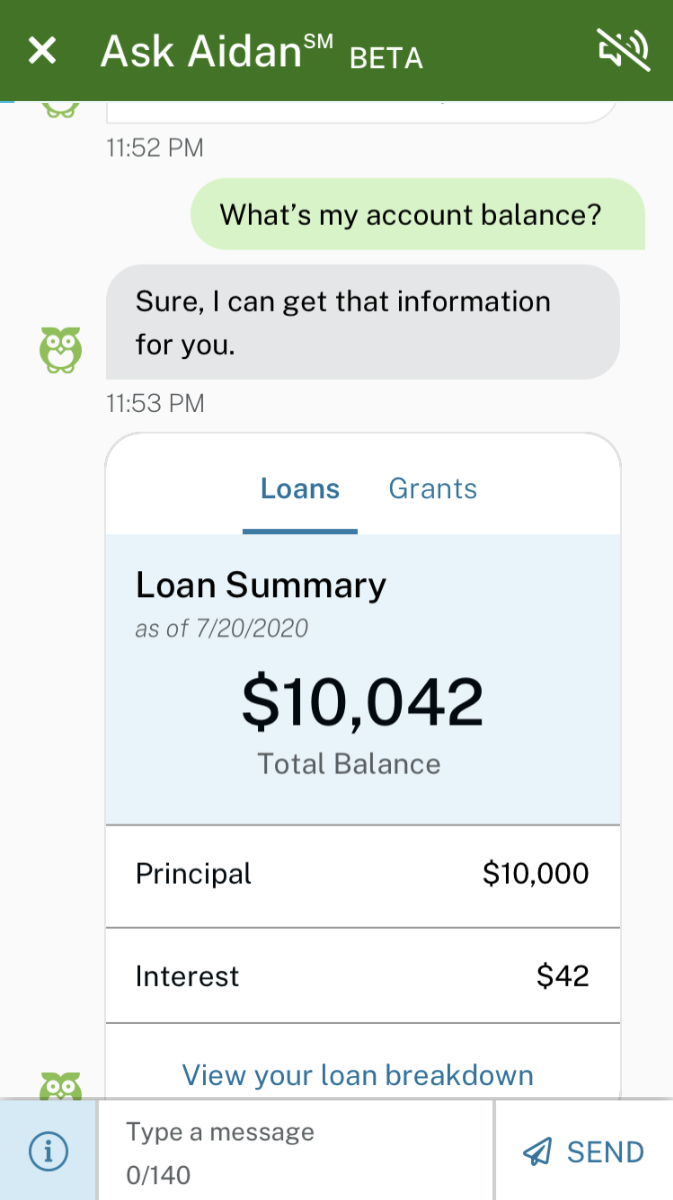 Ask Aidan℠ BETA
11:52 PM
What’s my account balance?
Sure, I can get that information
for you.
11:53 PM
Loans Grants
Loan Summary
as of 7/20/2020
$10,042
Total Balance
Principal $10,000
Interest $42
View your loan breakdown
Type a message
0/140
SEND